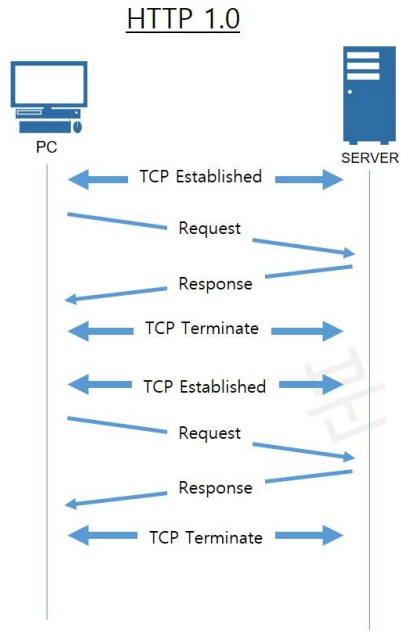 HTTP 1.0
PC
SERVER
TCP Established
Request
Response
TCP Terminate
TCP Established
Request
Response
TCP Terminate